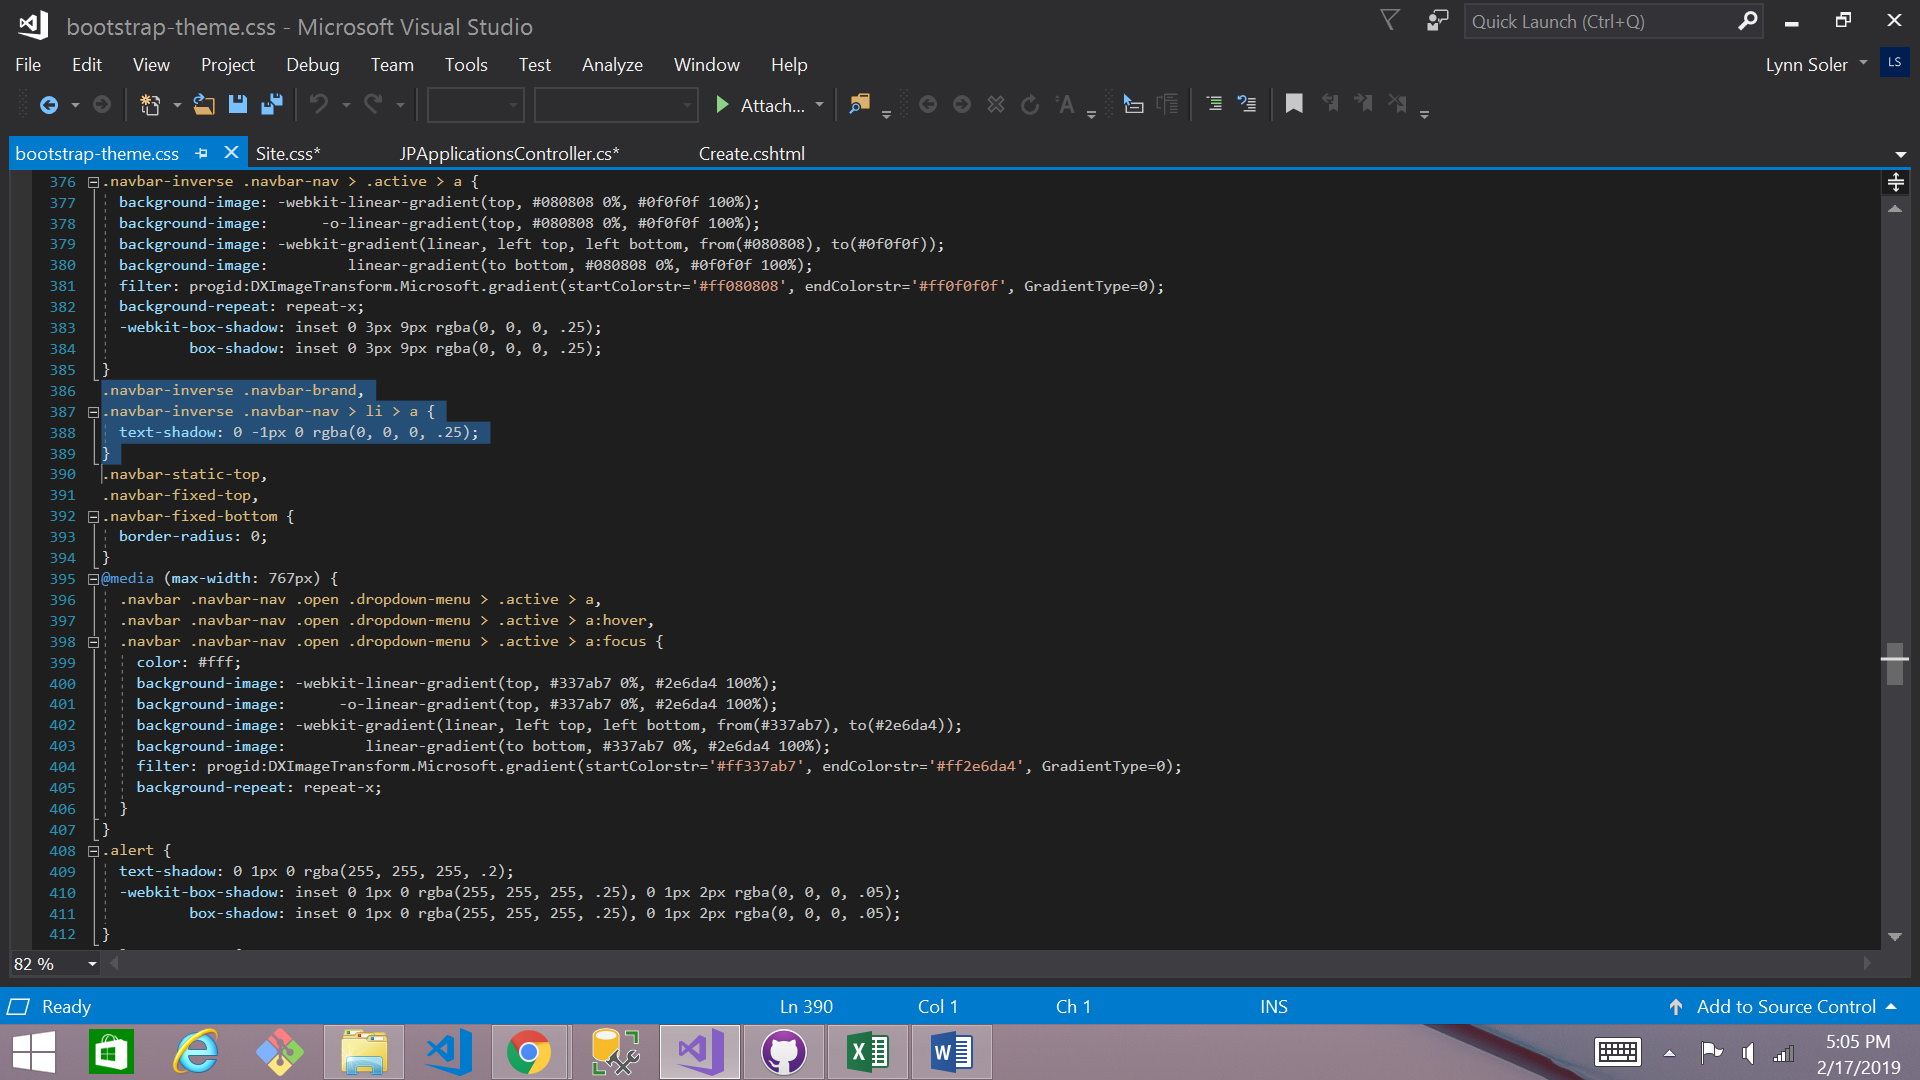 bootstrap-theme.css - Microsoft Visual Studio
Quick Launch (Ctrl+Q)
File Edit View Project Debug Team Tools Test Analyze Window Help
Lynn Soler LS
Attach...
bootstrap-theme.css Site.css* JPApplicationsController.cs* Create.cshtml
376 .navbar-inverse .navbar-nav > .active > a {
377 background-image: -webkit-linear-gradient(top, #080808 0%, #0f0f0f 100%);
378 background-image: -o-linear-gradient(top, #080808 0%, #0f0f0f 100%);
379 background-image: -webkit-gradient(linear, left top, left bottom, from(#080808), to(#0f0f0f));
380 background-image: linear-gradient(to bottom, #080808 0%, #0f0f0f 100%);
381 filter: progid:DXImageTransform.Microsoft.gradient(startColorstr='#ff080808', endColorstr='#ff0f0f0f', GradientType=0);
382 background-repeat: repeat-x;
383 -webkit-box-shadow: inset 0 3px 9px rgba(0, 0, 0, .25);
384 box-shadow: inset 0 3px 9px rgba(0, 0, 0, .25);
385 }
386 .navbar-inverse .navbar-brand,
387 .navbar-inverse .navbar-nav > li > a {
388 text-shadow: 0 -1px 0 rgba(0, 0, 0, .25);
389 }
390 .navbar-static-top,
391 .navbar-fixed-top,
392 .navbar-fixed-bottom {
393 border-radius: 0;
394 }
395 @media (max-width: 767px) {
396 .navbar .navbar-nav .open .dropdown-menu > .active > a,
397 .navbar .navbar-nav .open .dropdown-menu > .active > a:hover,
398 .navbar .navbar-nav .open .dropdown-menu > .active > a:focus {
399 color: #fff;
400 background-image: -webkit-linear-gradient(top, #337ab7 0%, #2e6da4 100%);
401 background-image: -o-linear-gradient(top, #337ab7 0%, #2e6da4 100%);
402 background-image: -webkit-gradient(linear, left top, left bottom, from(#337ab7), to(#2e6da4));
403 background-image: linear-gradient(to bottom, #337ab7 0%, #2e6da4 100%);
404 filter: progid:DXImageTransform.Microsoft.gradient(startColorstr='#ff337ab7', endColorstr='#ff2e6da4', GradientType=0);
405 background-repeat: repeat-x;
406 }
407 }
408 .alert {
409 text-shadow: 0 1px 0 rgba(255, 255, 255, .2);
410 -webkit-box-shadow: inset 0 1px 0 rgba(255, 255, 255, .25), 0 1px 2px rgba(0, 0, 0, .05);
411 box-shadow: inset 0 1px 0 rgba(255, 255, 255, .25), 0 1px 2px rgba(0, 0, 0, .05);
412 }
82 %
Ready Ln 390 Col 1 Ch 1 INS Add to Source Control
5:05 PM
2/17/2019